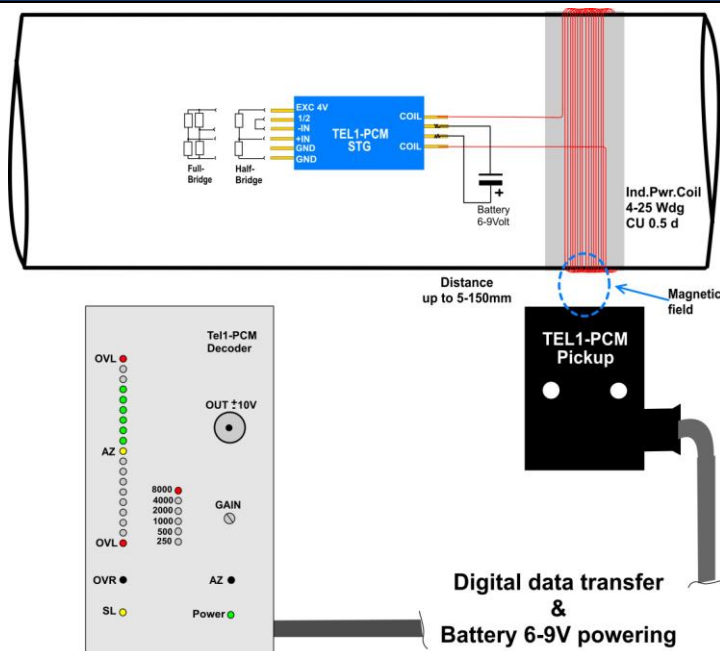 EXC 4V
1/2
-IN
+IN
GND
GND
TEL1-PCM
STG
COIL
COIL
Full-
Bridge
Half-
Bridge
+
Battery
6-9Volt
Ind.Pwr.Coil
4-25 Wdg
CU 0.5 d
Distance
up to 5-150mm
Magnetic
field
TEL1-PCM
Pickup
Tel1-PCM
Decoder
OVL
OUT ±10V
AZ
8000
4000
2000
1000
500
250
GAIN
OVL
OVR
AZ
SL
Power
Digital data transfer
&
Battery 6-9V powering